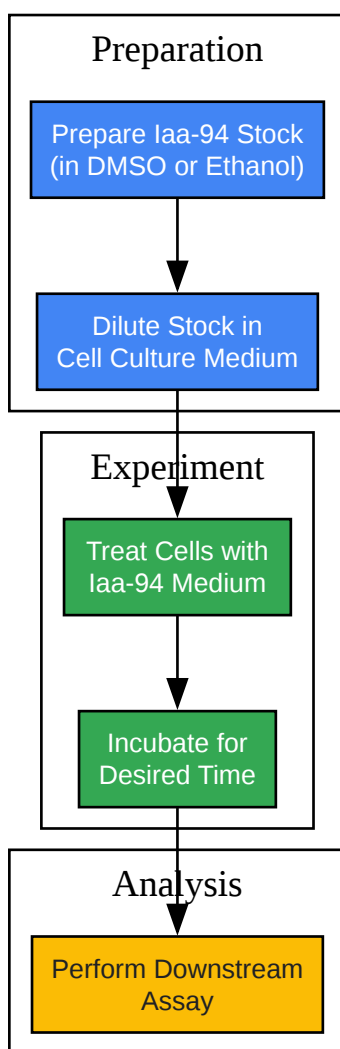 Preparation
Prepare Iaa-94 Stock
(in DMSO or Ethanol)
Dilute Stock in
Cell Culture Medium
Experiment
Treat Cells with
Iaa-94 Medium
Incubate for
Desired Time
Analysis
Perform Downstream
Assay